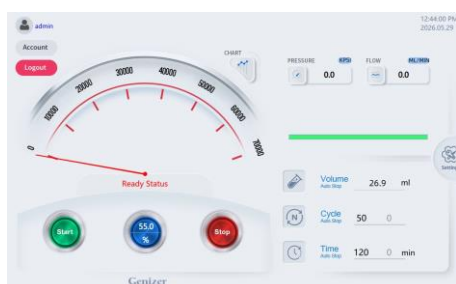 admin
12:44:00 PM
2026.05.29
Account
Logout
CHART
PRESSURE KPSI FLOW ML/MIN
0.0 0.0
0 10000 20000 30000 40000 50000 60000 70000
Ready Status
Start 55.0 % Stop
Setting
Volume
Auto Stop
26.9 ml
Cycle
Auto Stop
50 0
Time
Auto Stop
120 0 min
N
Genizer